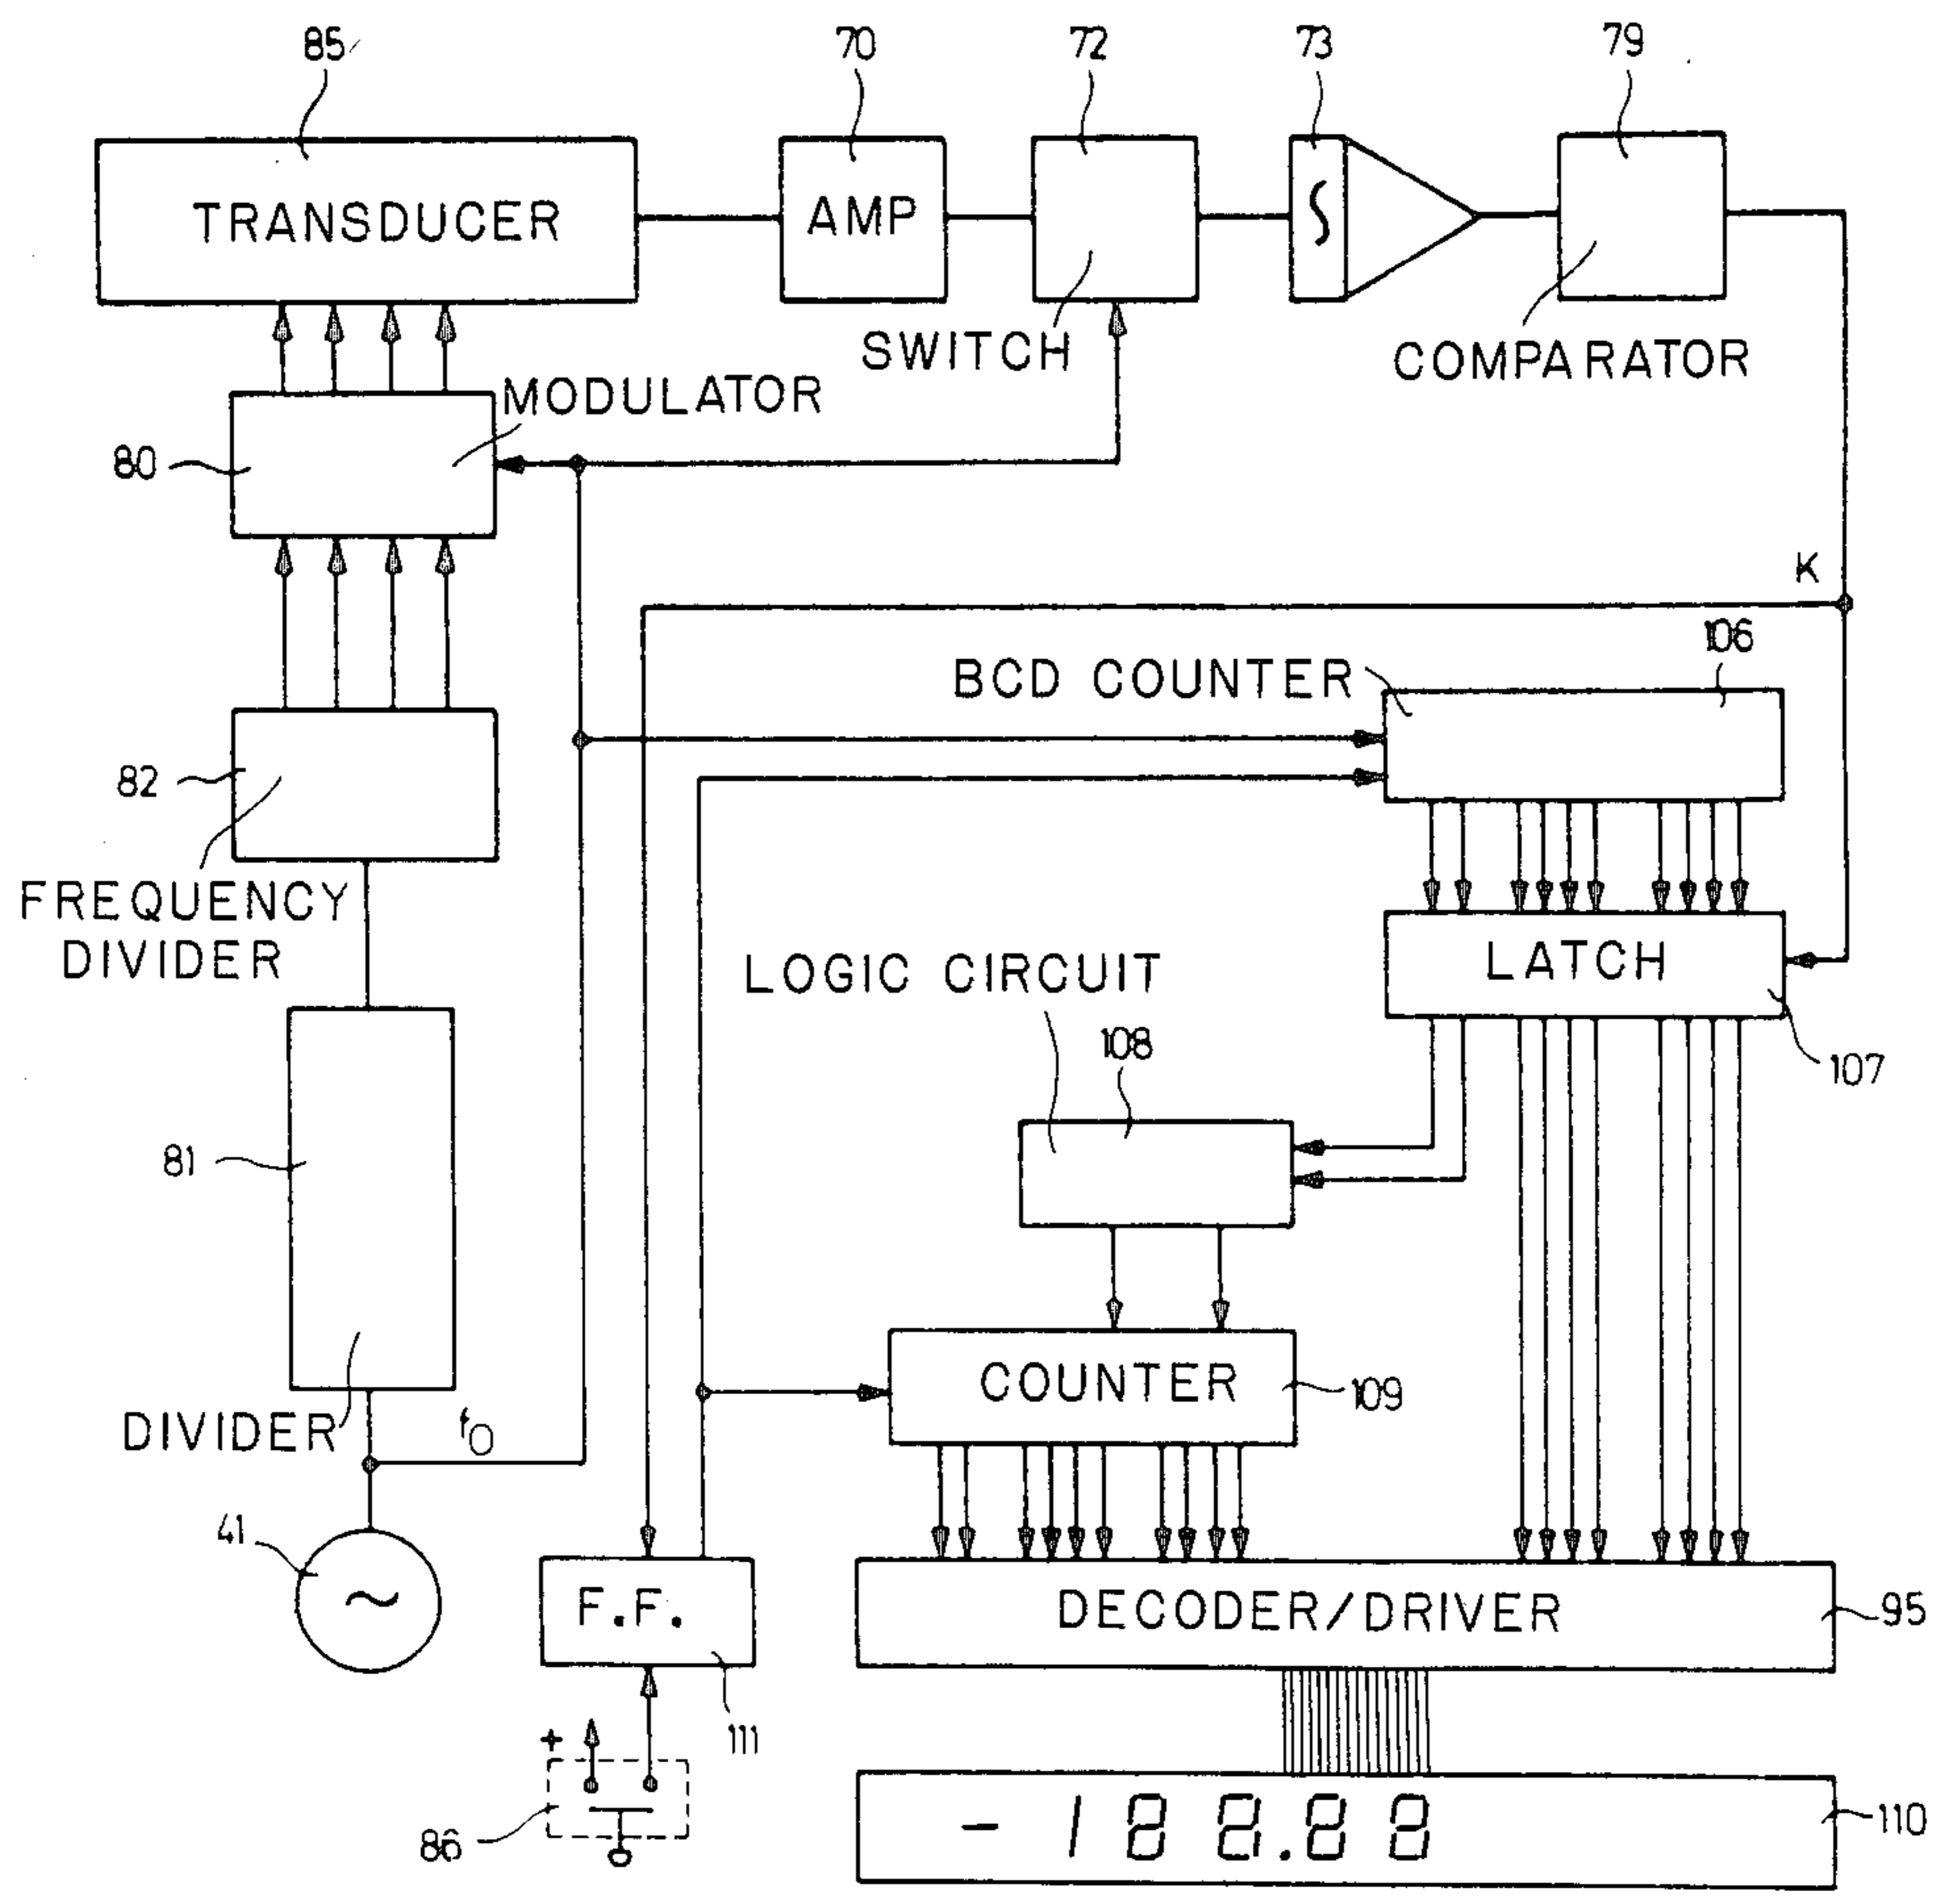 85
70
72
73
79
TRANSDUCER
AMP
∫
SWITCH
COMPARATOR
MODULATOR
80
K
106
BCD COUNTER
82
FREQUENCY
DIVIDER
LATCH
LOGIC CIRCUIT
108
107
81
COUNTER
109
DIVIDER
fO
41
~
F.F.
DECODER/DRIVER
95
+
111
86
-188.88
110